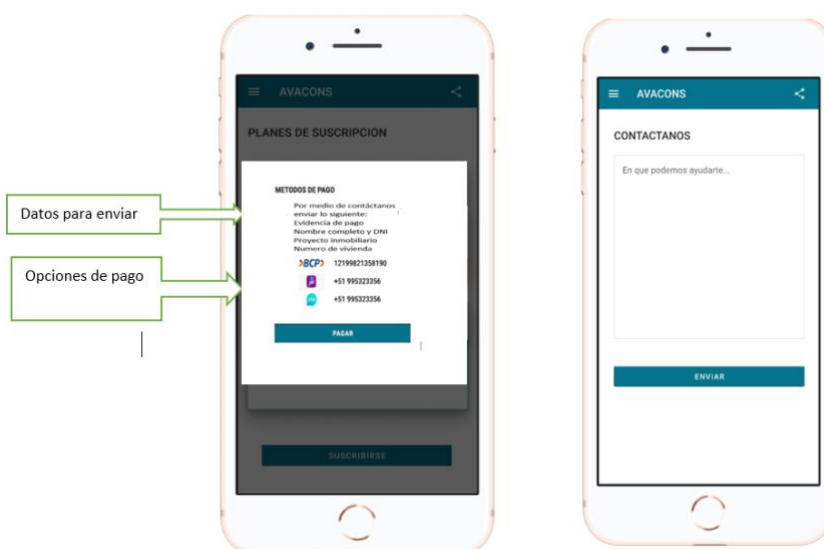 Datos para enviar
Opciones de pago
AVACONS
PLANES DE SUSCRIPCION
METODOS DE PAGO
Por medio de contáctanos
enviar lo siguiente:
Evidencia de pago
Nombre completo y DNI
Proyecto inmobiliario
Numero de vivienda
BCP 12199821358190
+51 995323356
+51 995323356
PAGAR
SUSCRIBIRSE
AVACONS
CONTACTANOS
En que podemos ayudarte...
ENVIAR